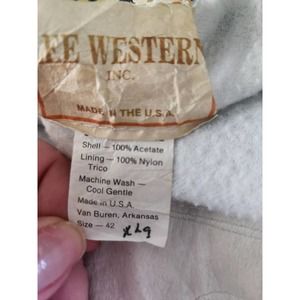 EE WESTERN
INC.
MADE IN THE U.S.A.
Shell — 100% Acetate
Lining — 100% Nylon
Trico
Machine Wash —
Cool Gentle
Made in U.S.A.
Van Buren, Arkansas
Size — 42 XLg